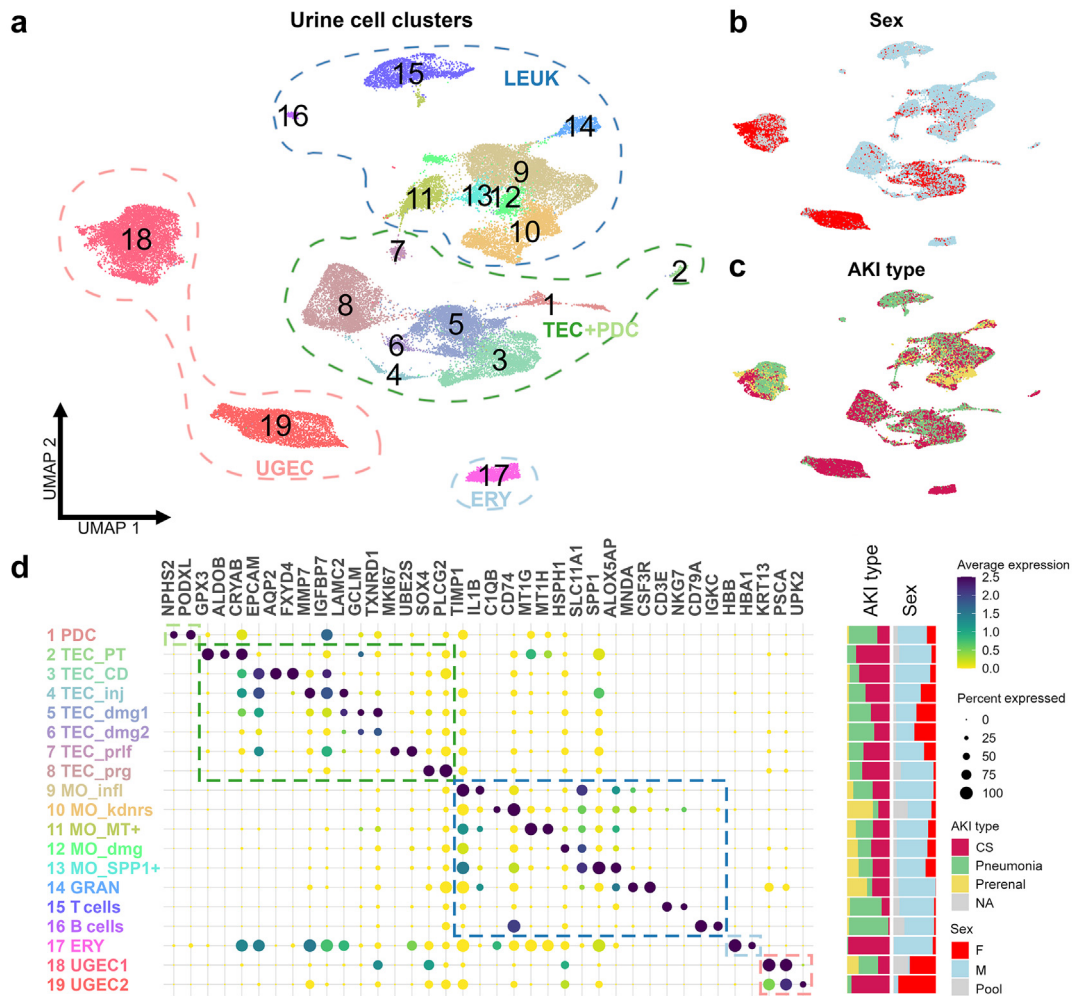 a
Urine cell clusters
b
Sex
15
LEUK
16
14
9
11
13
12
10
18
7
2
8
1
5
TEC+PDC
6
3
4
19
UGEC
17
ERY
UMAP 2
UMAP 1
c
AKI type
d
NPHS2
PODXL
GPX3
ALDOB
CRYAB
EPCAM
AQP2
FXYD4
MMP7
IGFBP7
LAMC2
GCLM
TXNRD1
MKI67
UBE2S
SOX4
PLCG2
TIMP1
IL1B
C1QB
CD74
MT1G
MT1H
HSPH1
SLC11A1
SPP1
ALOX5AP
MNDA
CSF3R
CD3E
NKG7
CD79A
IGKC
HBB
HBA1
KRT13
PSCA
UPK2
AKI type
Sex
1 PDC
2 TEC_PT
3 TEC_CD
4 TEC_inj
5 TEC_dmg1
6 TEC_dmg2
7 TEC_prlf
8 TEC_prg
9 MO_infl
10 MO_kdnrs
11 MO_MT+
12 MO_dmg
13 MO_SPP1+
14 GRAN
15 T cells
16 B cells
17 ERY
18 UGEC1
19 UGEC2
Average expression
2.5
2.0
1.5
1.0
0.5
0.0
Percent expressed
0
25
50
75
100
AKI type
CS
Pneumonia
Prerenal
NA
Sex
F
M
Pool